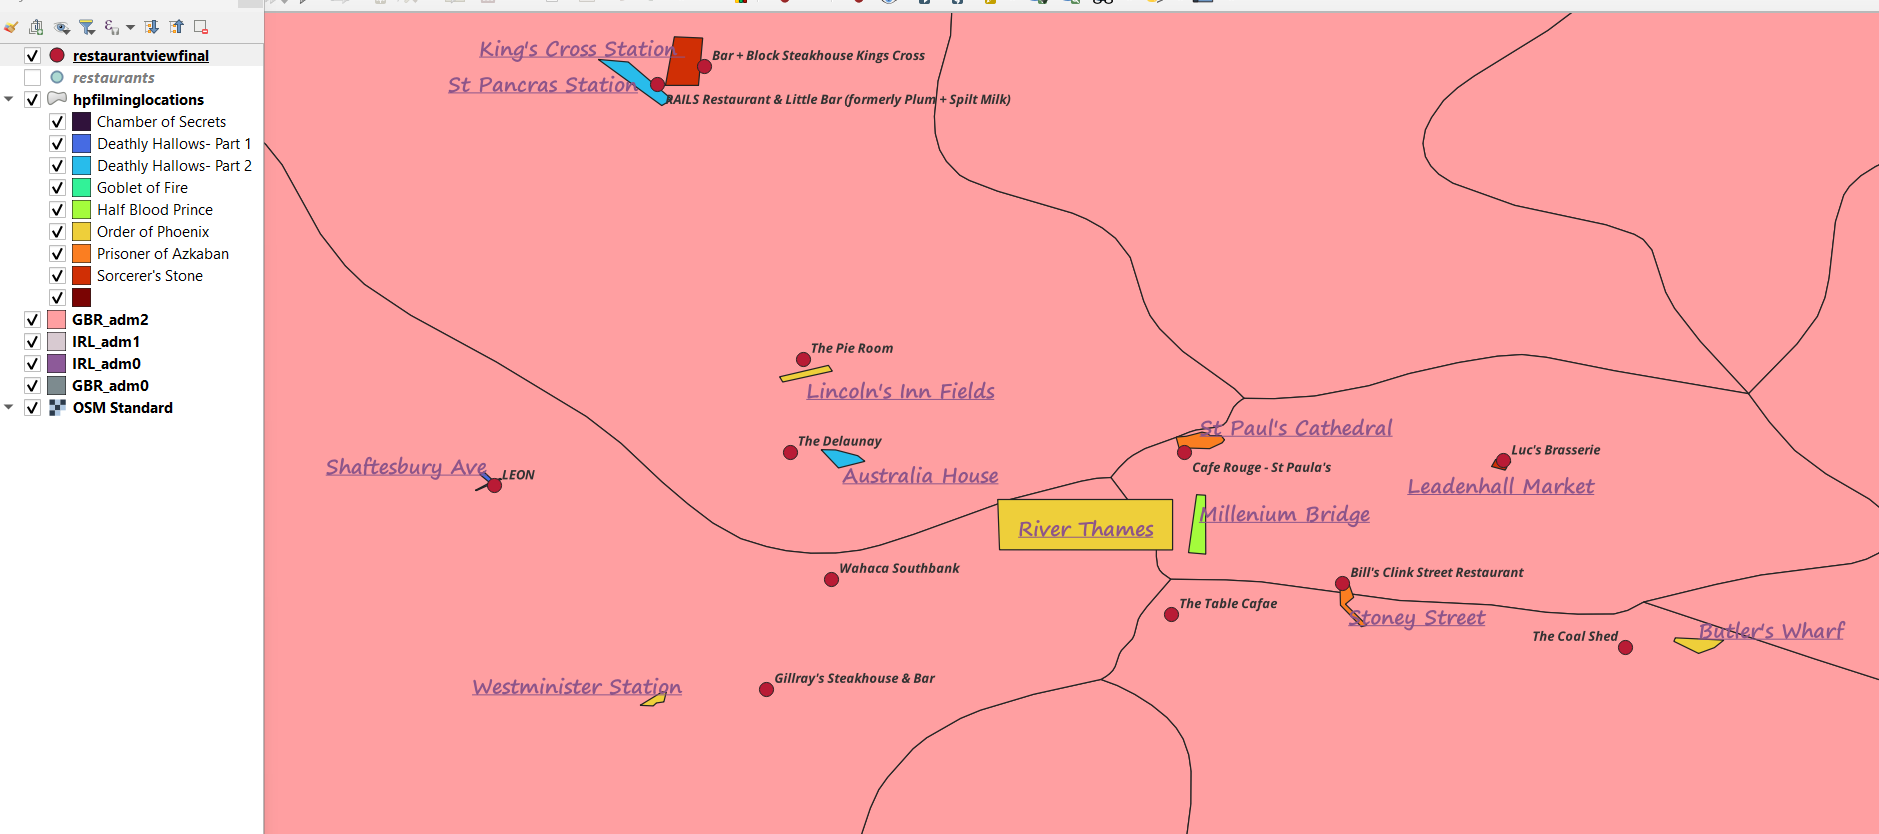 restaurantviewfinal
restaurants
hpfilminglocations
Chamber of Secrets
Deathly Hallows- Part 1
Deathly Hallows- Part 2
Goblet of Fire
Half Blood Prince
Order of Phoenix
Prisoner of Azkaban
Sorcerer's Stone
GBR_adm2
IRL_adm1
IRL_adm0
GBR_adm0
OSM Standard
King's Cross Station
Bar + Block Steakhouse Kings Cross
St Pancras Station
RAILS Restaurant & Little Bar (formerly Plum + Spilt Milk)
The Pie Room
Lincoln's Inn Fields
St Paul's Cathedral
The Delaunay
Luc's Brasserie
Shaftesbury Ave
LEON
Cafe Rouge - St Paula's
Australia House
Leadenhall Market
Millenium Bridge
River Thames
Wahaca Southbank
Bill's Clink Street Restaurant
The Table Cafae
Stoney Street
The Coal Shed
Butler's Wharf
Westminister Station
Gillray's Steakhouse & Bar